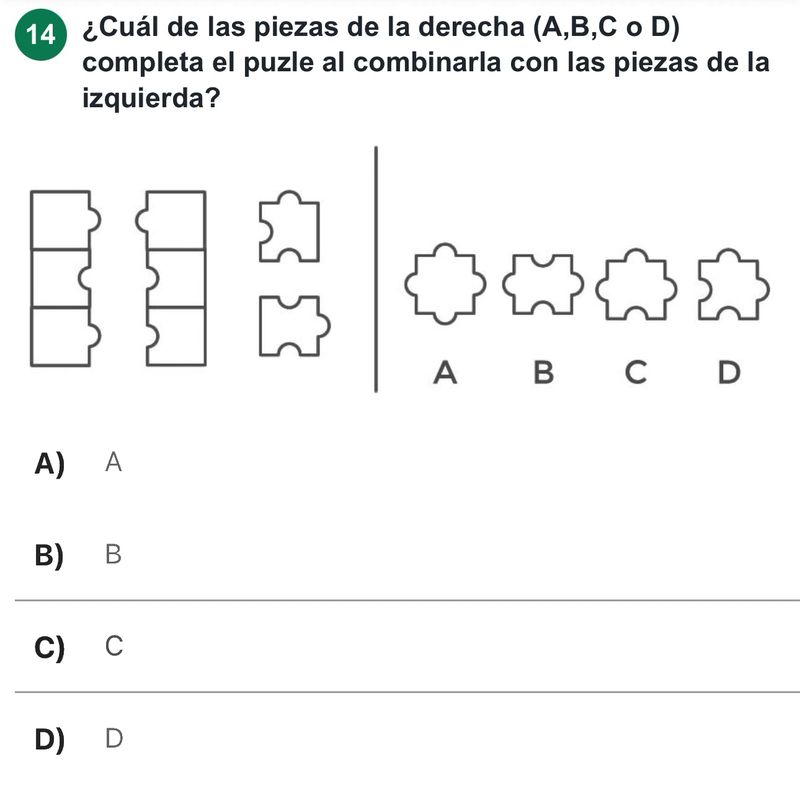 14 ¿Cuál de las piezas de la derecha (A,B,C o D)
completa el puzle al combinarla con las piezas de la
izquierda?
A B C D
A) A
B) B
C) C
D) D